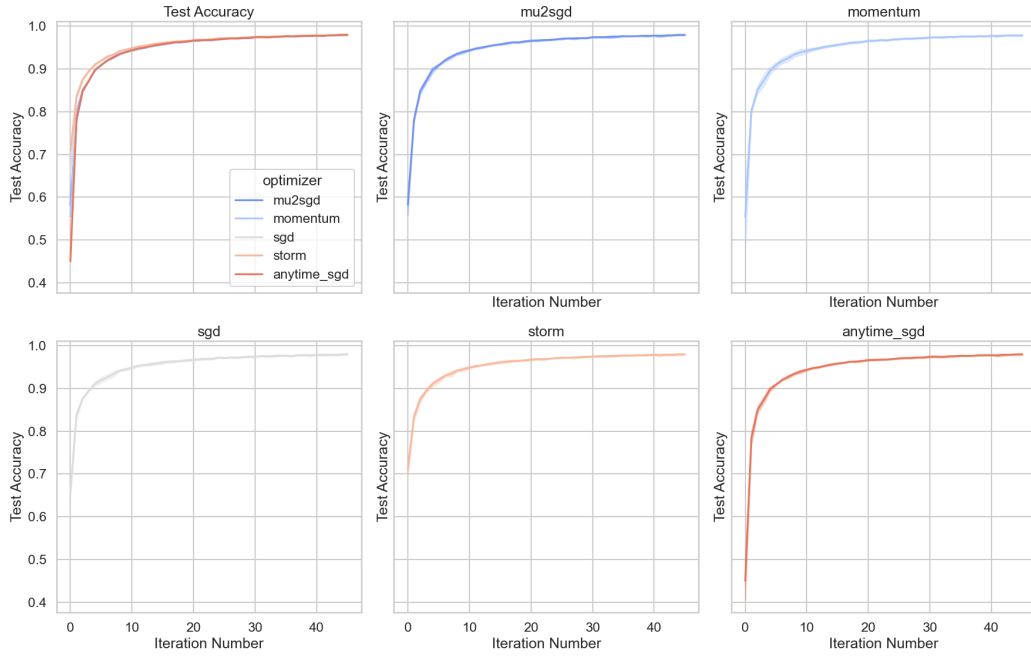 Test Accuracy
mu2sgd
momentum
1.0
0.9
0.8
0.7
0.6
0.5
0.4
Test Accuracy
optimizer
mu2sgd
momentum
sgd
storm
anytime_sgd
Test Accuracy
Iteration Number
Test Accuracy
Iteration Number
sgd
storm
anytime_sgd
1.0
0.9
0.8
0.7
0.6
0.5
0.4
Test Accuracy
0 10 20 30 40
Iteration Number
Test Accuracy
0 10 20 30 40
Iteration Number
Test Accuracy
0 10 20 30 40
Iteration Number